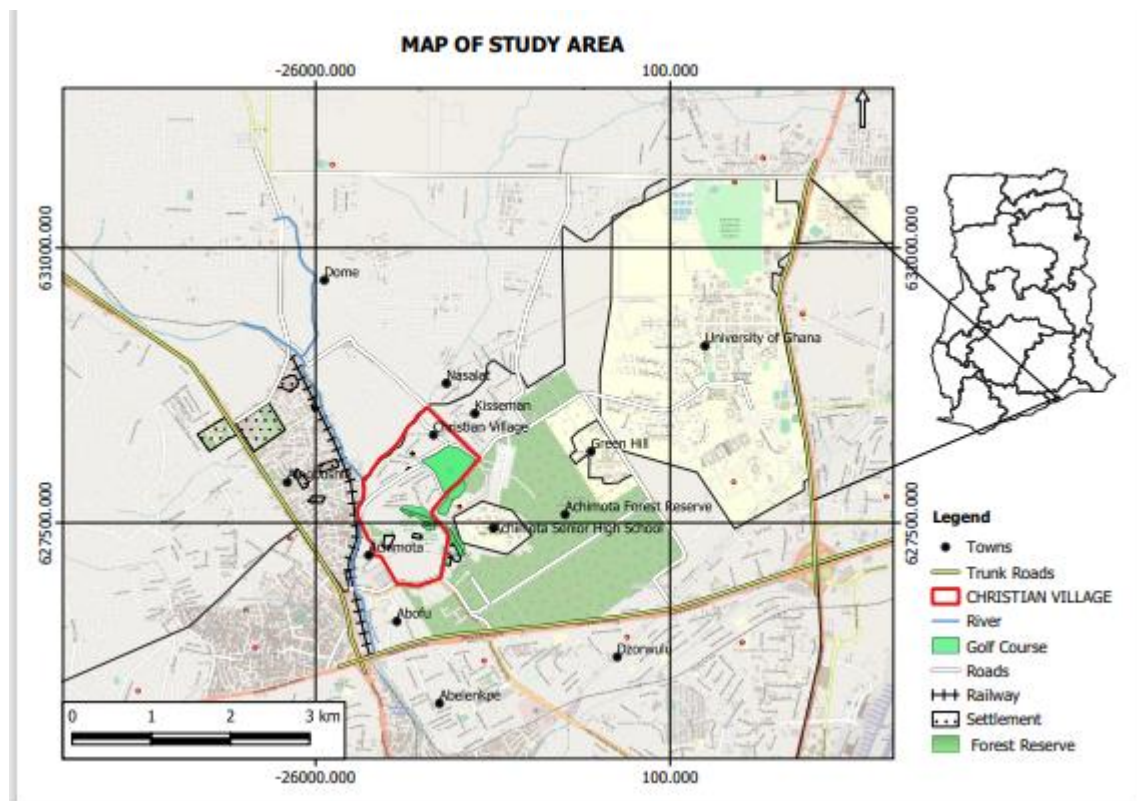 MAP OF STUDY AREA
-26000.000
100.000
631000.000
631000.000
Dome
University of Ghana
Nasalat
Kisseman
Christian Village
Green Hill
Achimota Forest Reserve
Achimota Senior High School
627500.000
627500.000
Achimota
Abofu
Dzorwulu
Abelenkpe
0 1 2 3 km
-26000.000
100.000
Legend
Towns
Trunk Roads
CHRISTIAN VILLAGE
River
Golf Course
Roads
Railway
Settlement
Forest Reserve